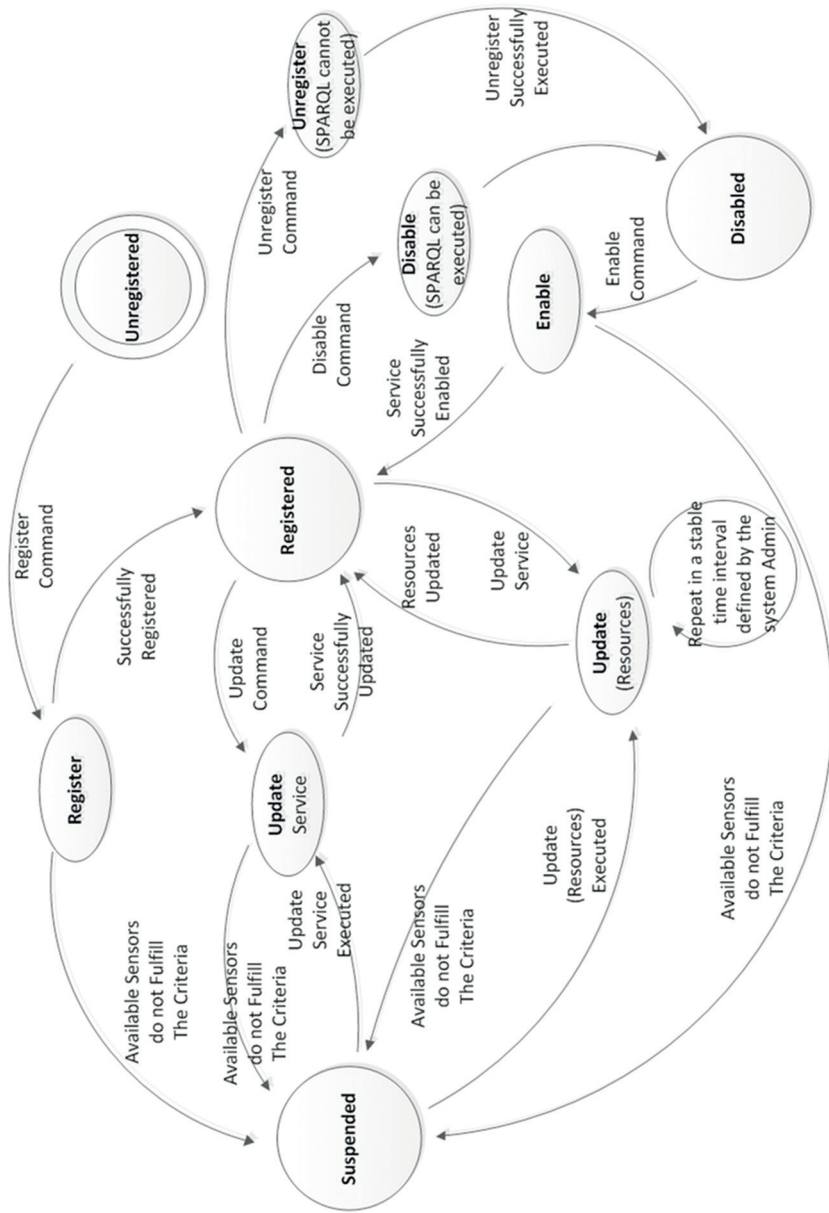 Unregistered
Register
Command
Register
Successfully
Registered
Available Sensors
do not Fulfill
The Criteria
Registered
Unregister
Command
Unregister
(SPARQL cannot
be executed)
Unregister
Successfully
Executed
Disable
Command
Disable
(SPARQL can be
executed)
Disabled
Enable
Command
Enable
Service
Successfully
Enabled
Update
Command
Update
Service
Service
Successfully
Updated
Available Sensors
do not Fulfill
The Criteria
Update
Service
Executed
Suspended
Resources
Updated
Update
Service
Update
(Resources)
Repeat in a stable
time interval
defined by the
system Admin
Available Sensors
do not Fulfill
The Criteria
Update
(Resources)
Executed
Available Sensors
do not Fulfill
The Criteria